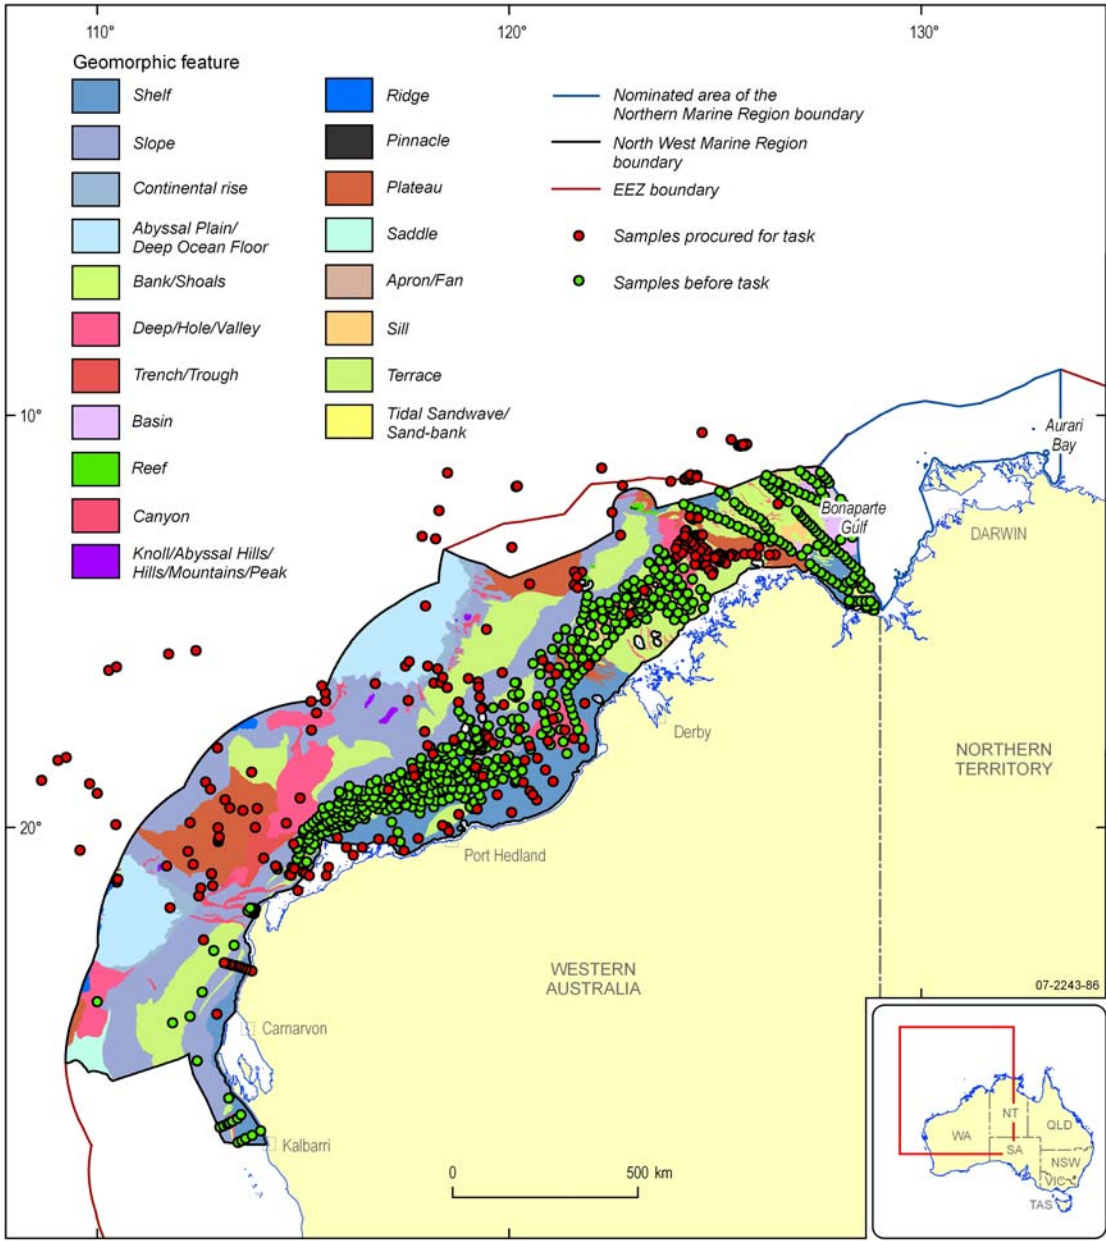 110°
120°
130°
Geomorphic feature
Shelf
Slope
Continental rise
Abyssal Plain/
Deep Ocean Floor
Bank/Shoals
Deep/Hole/Valley
Trench/Trough
Basin
Reef
Canyon
Knoll/Abyssal Hills/
Hills/Mountains/Peak
Ridge
Pinnacle
Plateau
Saddle
Apron/Fan
Sill
Terrace
Tidal Sandwave/
Sand-bank
Nominated area of the
Northern Marine Region boundary
North West Marine Region
boundary
EEZ boundary
Samples procured for task
Samples before task
10°
Aurari
Bay
Bonaparte
Gulf
DARWIN
Derby
NORTHERN
TERRITORY
20°
Port Hedland
WESTERN
AUSTRALIA
07-2243-86
Carnarvon
Kalbarri
0
500 km
WA
NT
QLD
SA
NSW
VIC
TAS